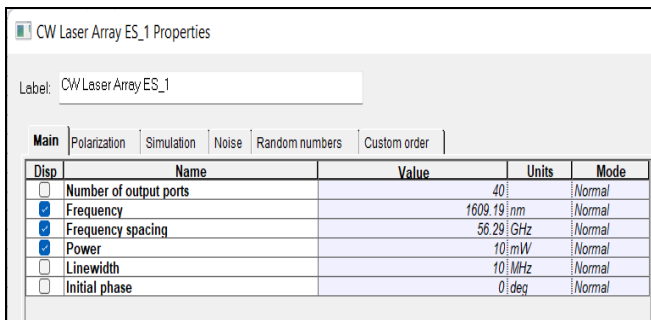 CW Laser Array ES_1 Properties
Label: CW Laser Array ES_1
Main Polarization Simulation Noise Random numbers Custom order
Disp Name Value Units Mode
Number of output ports 40 Normal
Frequency 1609.19 nm Normal
Frequency spacing 56.29 GHz Normal
Power 10 mW Normal
Linewidth 10 MHz Normal
Initial phase 0 deg Normal